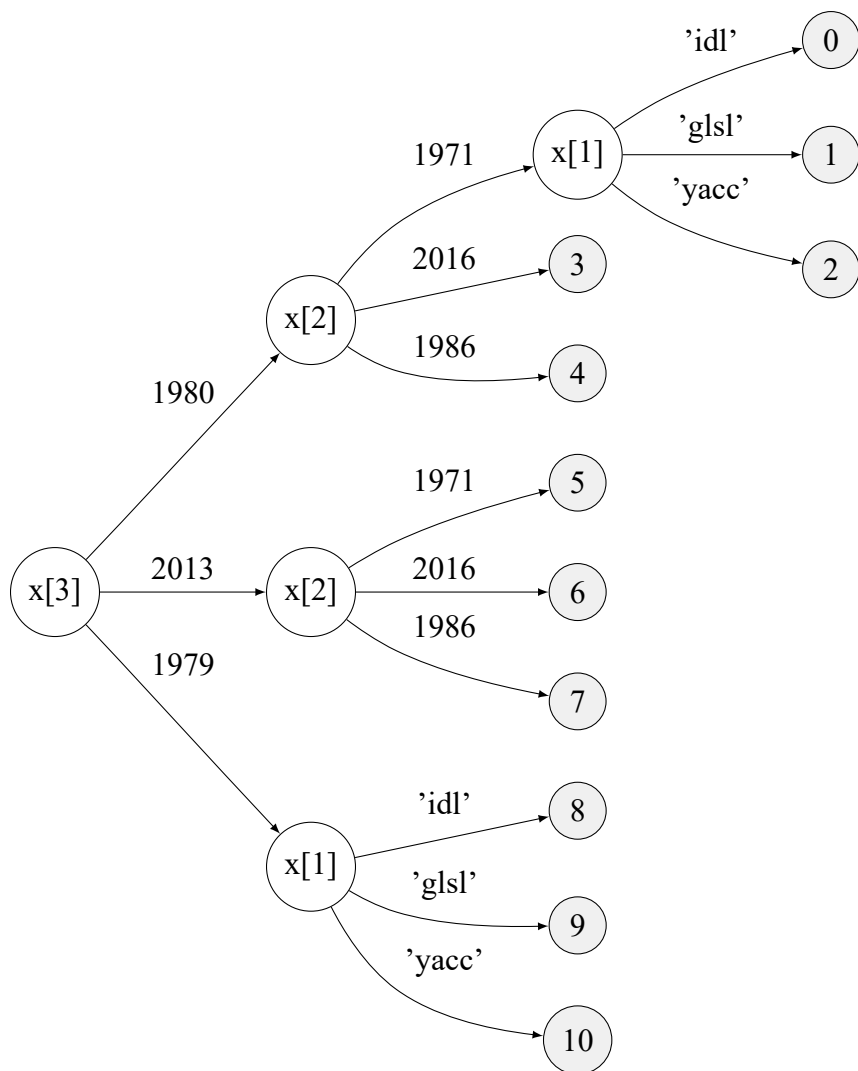 ’idl’
0
’glsl’
x[1]
1
1971
’yacc’
2016
3
2
x[2]
1986
4
1980
1971
5
2013
2016
x[3]
x[2]
6
1986
1979
7
’idl’
8
x[1]
’glsl’
9
’yacc’
10